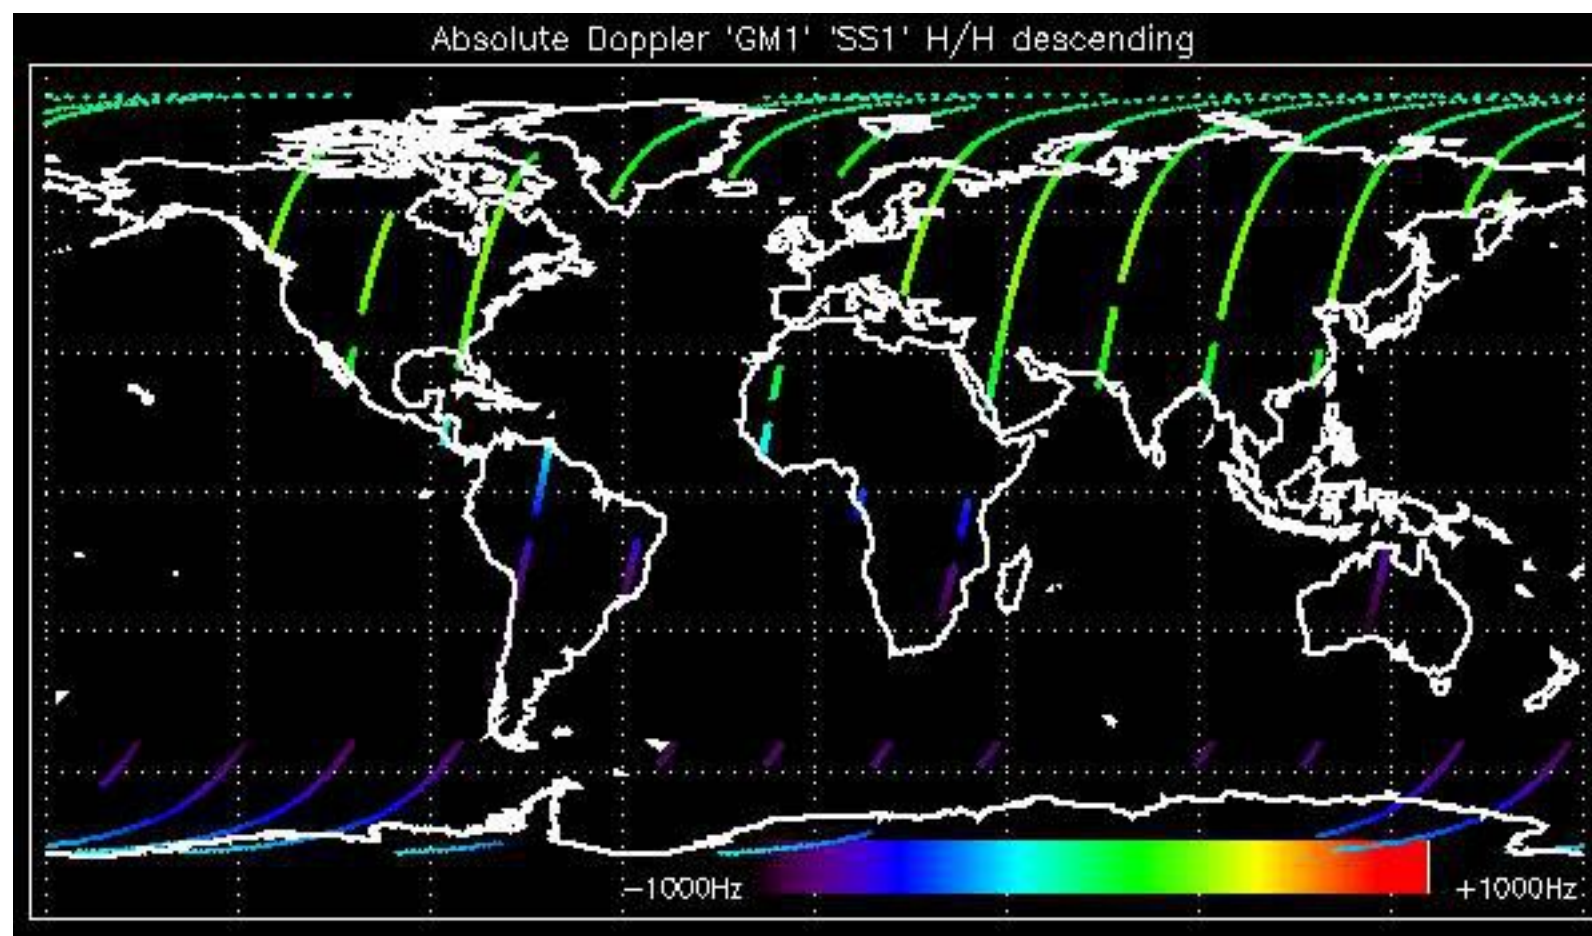 Absolute Doppler 'GM1' 'SS1' H/H descending
−1000Hz
+1000Hz